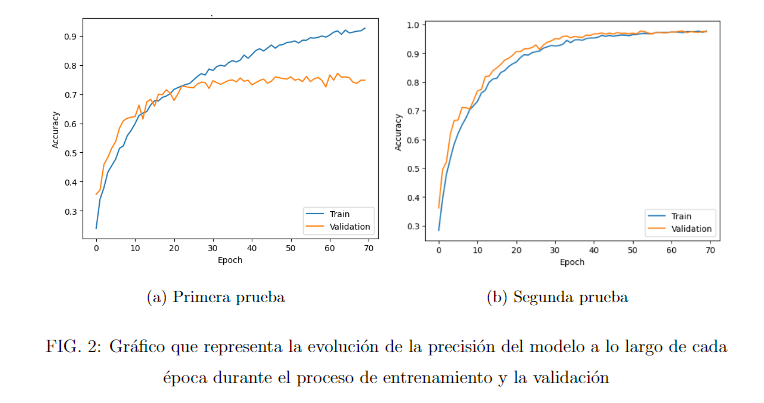 0.9
0.8
0.7
0.6
0.5
0.4
0.3
Accuracy
0 10 20 30 40 50 60 70
Epoch
Train
Validation
(a) Primera prueba
1.0
0.9
0.8
0.7
0.6
0.5
0.4
0.3
Accuracy
0 10 20 30 40 50 60 70
Epoch
Train
Validation
(b) Segunda prueba
FIG. 2: Gráfico que representa la evolución de la precisión del modelo a lo largo de cada
época durante el proceso de entrenamiento y la validación